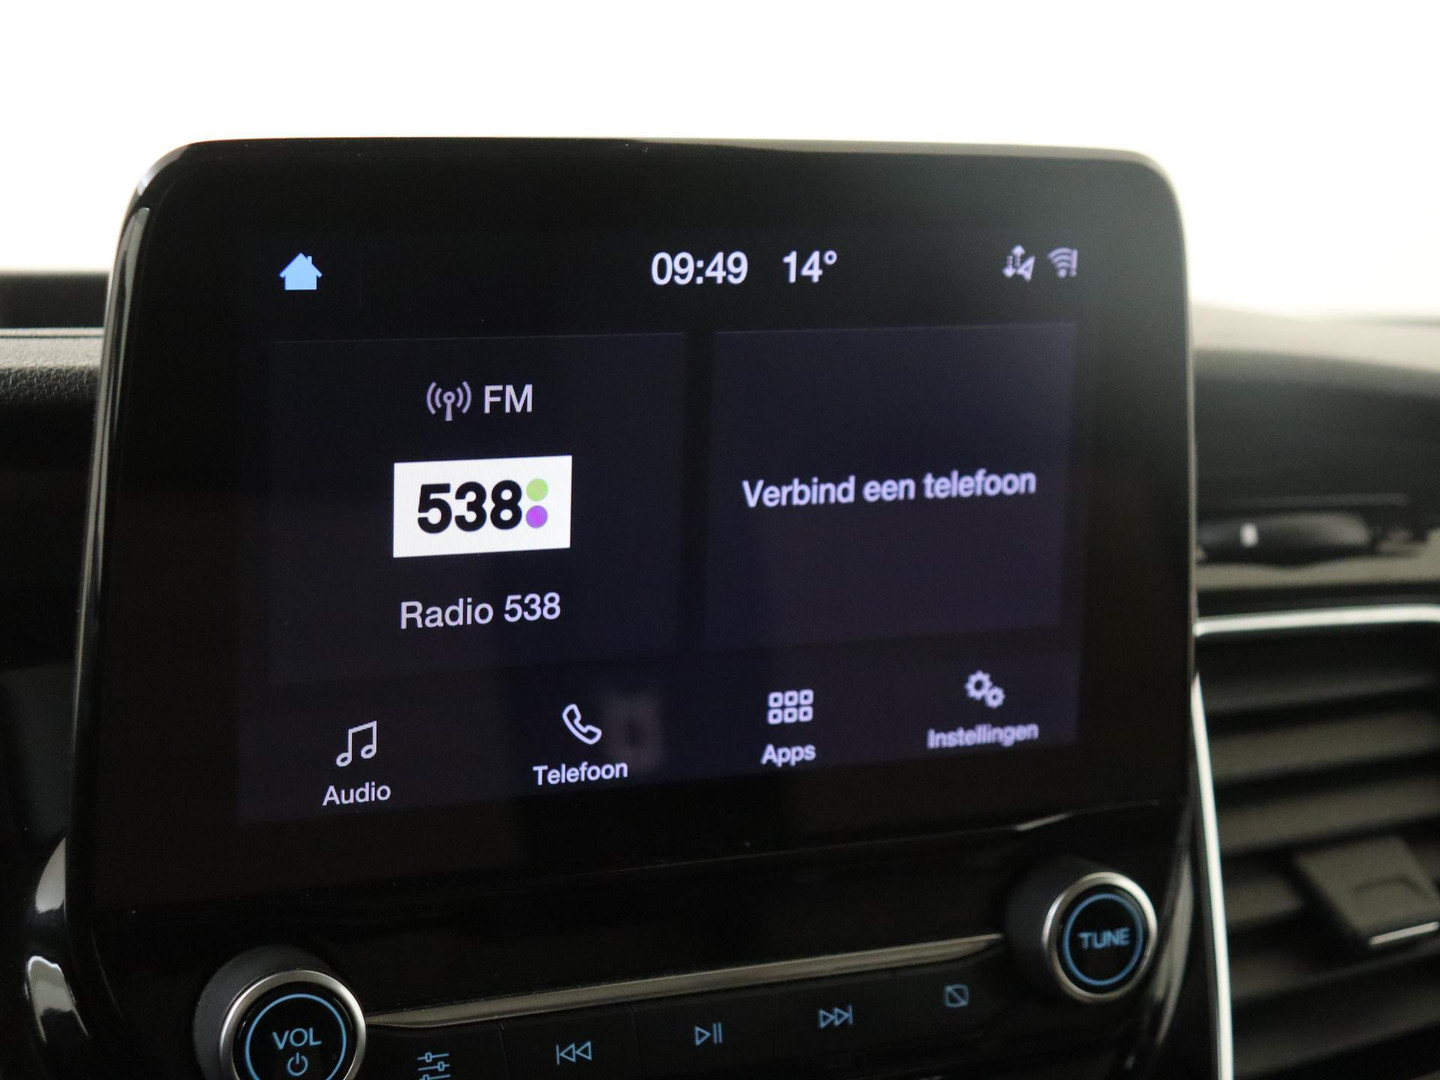 09:49 14°
FM
538
Radio 538
Verbind een telefoon
Audio
Telefoon
Apps
Instellingen
VOL
TUNE